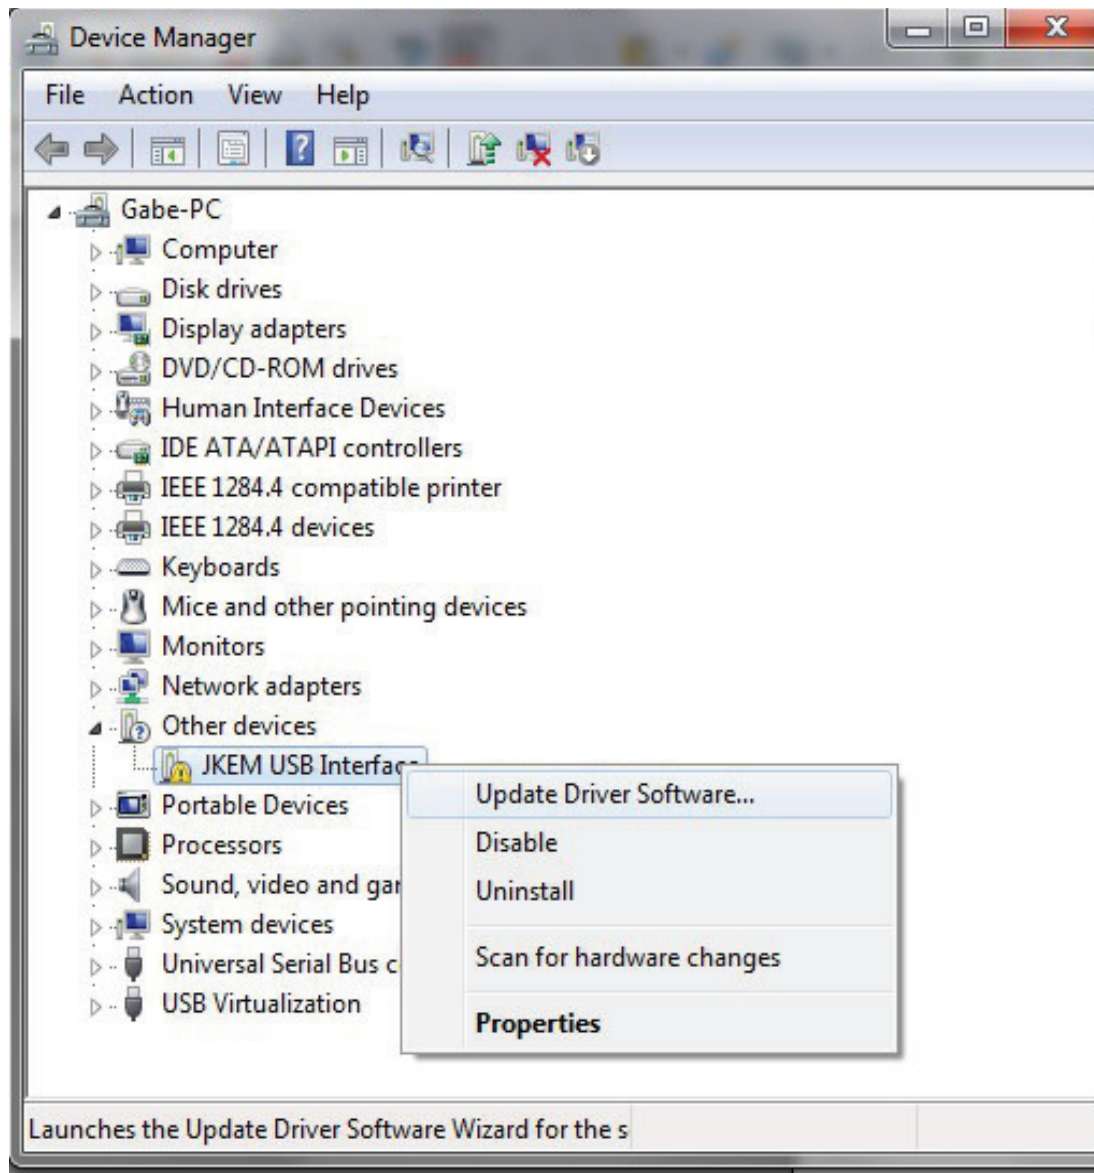 Device Manager
File Action View Help
Gabe-PC
Computer
Disk drives
Display adapters
DVD/CD-ROM drives
Human Interface Devices
IDE ATA/ATAPI controllers
IEEE 1284.4 compatible printer
IEEE 1284.4 devices
Keyboards
Mice and other pointing devices
Monitors
Network adapters
Other devices
JKEM USB Interface
Update Driver Software...
Portable Devices
Disable
Processors
Sound, video and
Uninstall
System devices
Universal Serial Bus
Scan for hardware changes
USB Virtualization
Properties
Launches the Update Driver Software Wizard for the s